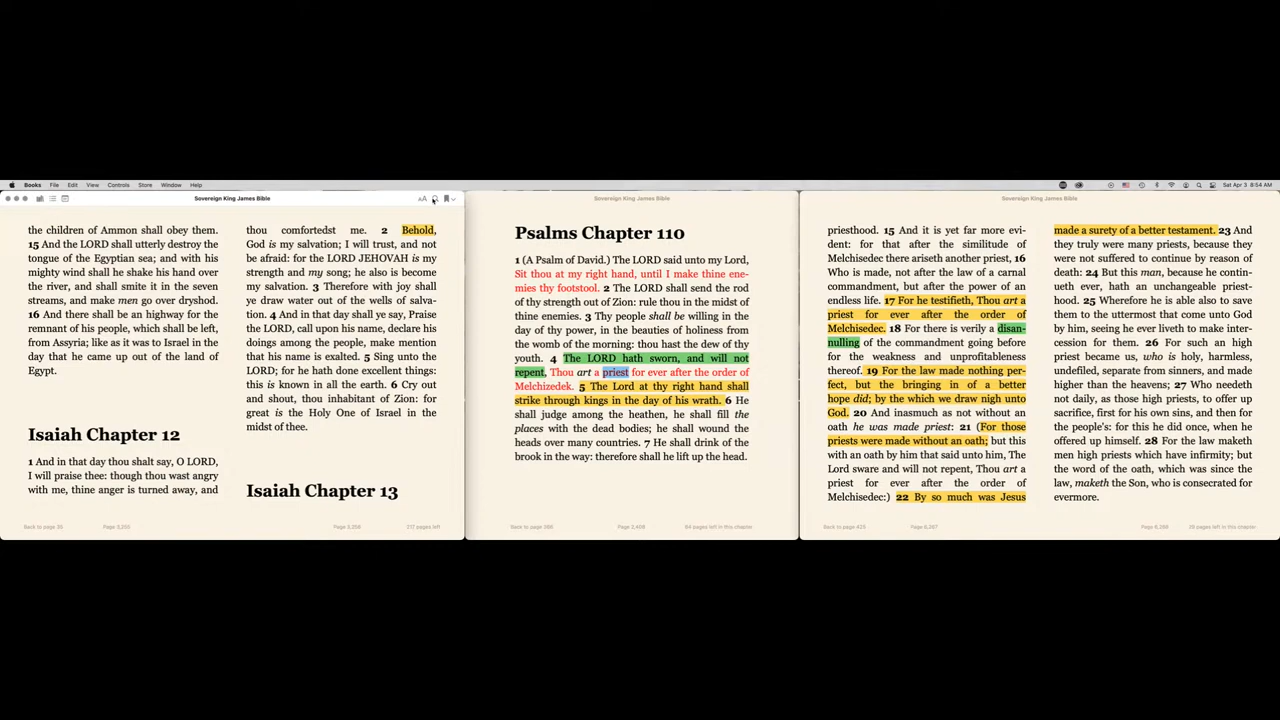 Books File Edit View Controls Store Window Help
Sat Apr 3 8:54 AM
Sovereign King James Bible
AA
the children of Ammon shall obey them.
15 And the LORD shall utterly destroy the
tongue of the Egyptian sea; and with his
mighty wind shall he shake his hand over
the river, and shall smite it in the seven
streams, and make men go over dryshod.
16 And there shall be an highway for the
remnant of his people, which shall be left,
from Assyria; like as it was to Israel in the
day that he came up out of the land of
Egypt.
Isaiah Chapter 12
1 And in that day thou shalt say, O LORD,
I will praise thee: though thou wast angry
with me, thine anger is turned away, and
thou comfortedst me. 2 Behold,
God is my salvation; I will trust, and not
be afraid: for the LORD JEHOVAH is my
strength and my song; he also is become
my salvation. 3 Therefore with joy shall
ye draw water out of the wells of salva-
tion. 4 And in that day shall ye say, Praise
the LORD, call upon his name, declare his
doings among the people, make mention
that his name is exalted. 5 Sing unto the
LORD; for he hath done excellent things:
this is known in all the earth. 6 Cry out
and shout, thou inhabitant of Zion: for
great is the Holy One of Israel in the
midst of thee.
Isaiah Chapter 13
Back to page 35
217 pages left
Sovereign King James Bible
Psalms Chapter 110
1 (A Psalm of David.) The LORD said unto my Lord,
Sit thou at my right hand, until I make thine ene-
mies thy footstool. 2 The LORD shall send the rod
of thy strength out of Zion: rule thou in the midst of
thine enemies. 3 Thy people shall be willing in the
day of thy power, in the beauties of holiness from
the womb of the morning: thou hast the dew of thy
youth. 4 The LORD hath sworn, and will not
repent, Thou art a priest for ever after the order of
Melchizedek. 5 The Lord at thy right hand shall
strike through kings in the day of his wrath. 6 He
shall judge among the heathen, he shall fill the
places with the dead bodies; he shall wound the
heads over many countries. 7 He shall drink of the
brook in the way: therefore shall he lift up the head.
84 pages left in this chapter
Sovereign King James Bible
priesthood. 15 And it is yet far more evi-
dent: for that after the similitude of
Melchisedec there ariseth another priest, 16
Who is made, not after the law of a carnal
commandment, but after the power of an
endless life. 17 For he testifieth, Thou art a
priest for ever after the order of
Melchisedec. 18 For there is verily a disan-
nulling of the commandment going before
for the weakness and unprofitableness
thereof. 19 For the law made nothing per-
fect, but the bringing in of a better
hope did; by the which we draw nigh unto
God. 20 And inasmuch as not without an
oath he was made priest: 21 (For those
priests were made without an oath; but this
with an oath by him that said unto him, The
Lord sware and will not repent, Thou art a
priest for ever after the order of
Melchisedec:) 22 By so much was Jesus
made a surety of a better testament. 23 And
they truly were many priests, because they
were not suffered to continue by reason of
death: 24 But this man, because he contin-
ueth ever, hath an unchangeable priest-
hood. 25 Wherefore he is able also to save
them to the uttermost that come unto God
by him, seeing he ever liveth to make inter-
cession for them. 26 For such an high
priest became us, who is holy, harmless,
undefiled, separate from sinners, and made
higher than the heavens; 27 Who needeth
not daily, as those high priests, to offer up
sacrifice, first for his own sins, and then for
the people's: for this he did once, when he
offered up himself. 28 For the law maketh
men high priests which have infirmity; but
the word of the oath, which was since the
law, maketh the Son, who is consecrated for
evermore.
Back to page 425